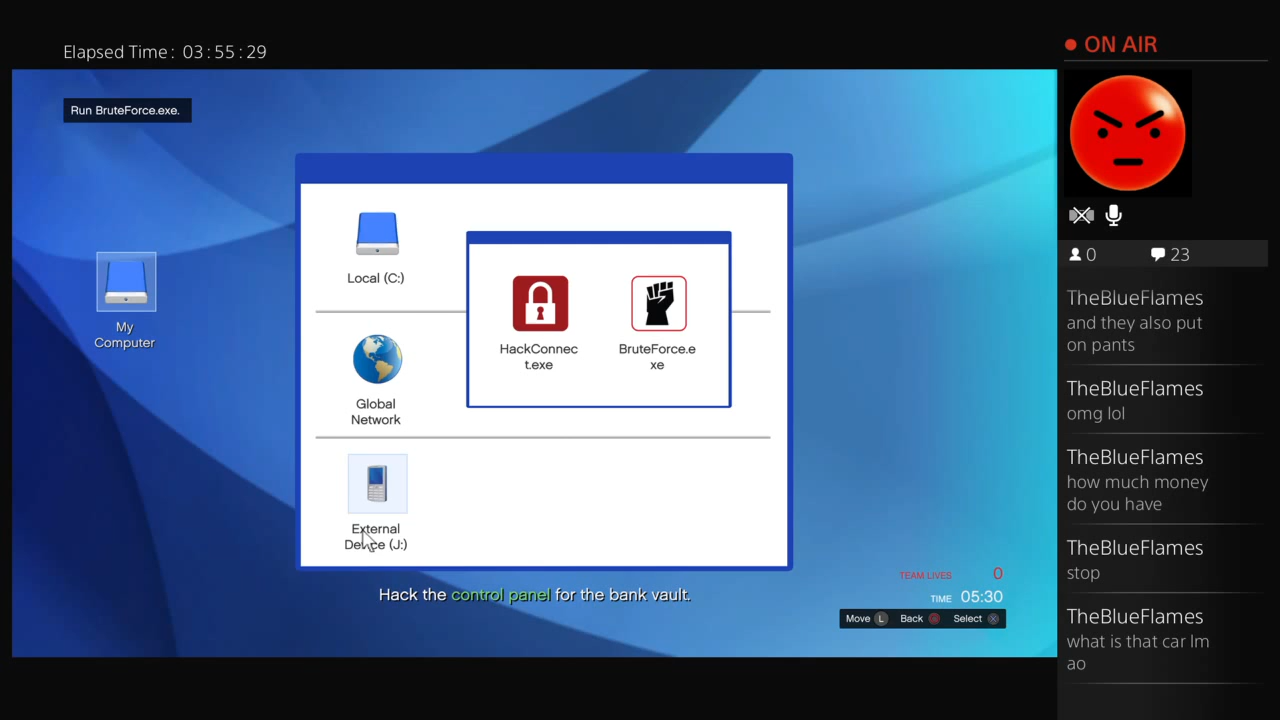 Elapsed Time: 03:55:29
ON AIR
Run BruteForce.exe.
Local (C:)
HackConnec
t.exe
BruteForce.e
xe
My
Computer
Global
Network
External
Device (J:)
Hack the control panel for the bank vault.
TEAM LIVES 0
TIME 05:30
Move L Back Select
0 23
TheBlueFlames
and they also put
on pants
TheBlueFlames
omg lol
TheBlueFlames
how much money
do you have
TheBlueFlames
stop
TheBlueFlames
what is that car lm
ao